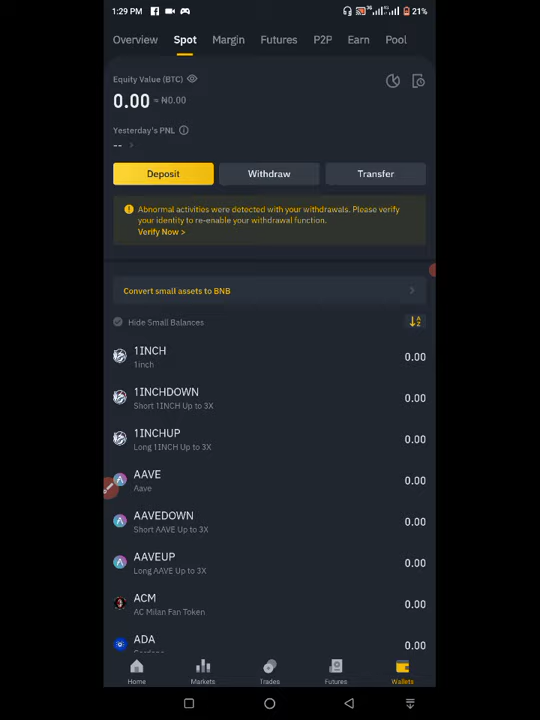 1:29 PM 21%
Overview Spot Margin Futures P2P Earn Pool
Equity Value (BTC)
0.00 ≈ ₦0.00
Yesterday's PNL
-- >
Deposit Withdraw Transfer
Abnormal activities were detected with your withdrawals. Please verify
your identity to re-enable your withdrawal function.
Verify Now >
Convert small assets to BNB
Hide Small Balances
1INCH 0.00
1inch
1INCHDOWN 0.00
Short 1INCH Up to 3X
1INCHUP 0.00
Long 1INCH Up to 3X
AAVE 0.00
Aave
AAVEDOWN 0.00
Short AAVE Up to 3X
AAVEUP 0.00
Long AAVE Up to 3X
ACM 0.00
AC Milan Fan Token
ADA 0.00
Home Markets Trades Futures Wallets